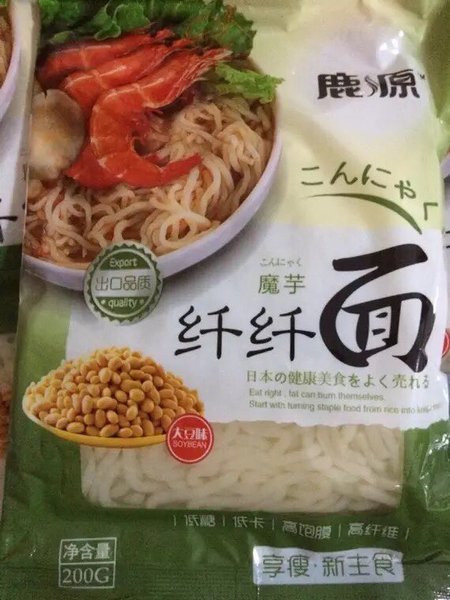 鹿源
こんにゃく
Export
出口品质
quality
こんにゃく
魔芋
纤纤面
日本の健康美食をよく売れる
Eat right , fat can burn themselves.
Start with turning staple food from rice into
大豆味
SOYBEAN
低糖 | 低卡 | 高饱腹 | 高纤维
净含量
200G
享瘦·新主食